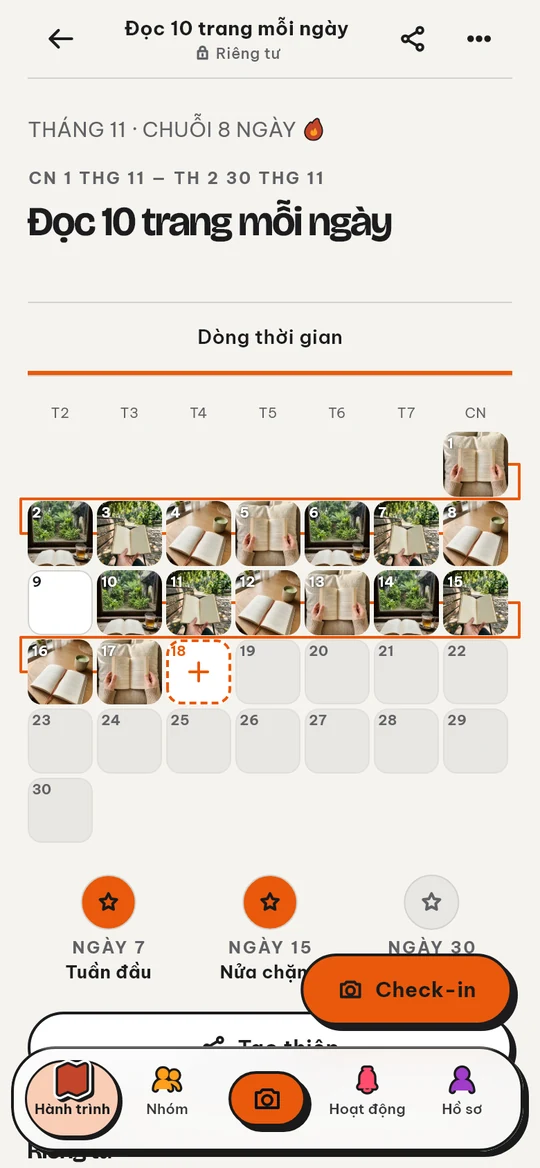 Đọc 10 trang mỗi ngày
Riêng tư
THÁNG 11 · CHUỖI 8 NGÀY
CN 1 THG 11 — TH 2 30 THG 11
Đọc 10 trang mỗi ngày
Dòng thời gian
T2 T3 T4 T5 T6 T7 CN
1
2 3 4 5 6 7 8
9 10 11 12 13 14 15
16 17 18 19 20 21 22
23 24 25 26 27 28 29
30
NGÀY 7 NGÀY 15 NGÀY 30
Tuần đầu Nửa
Check-in
Hành trình Nhóm Hoạt động Hồ sơ